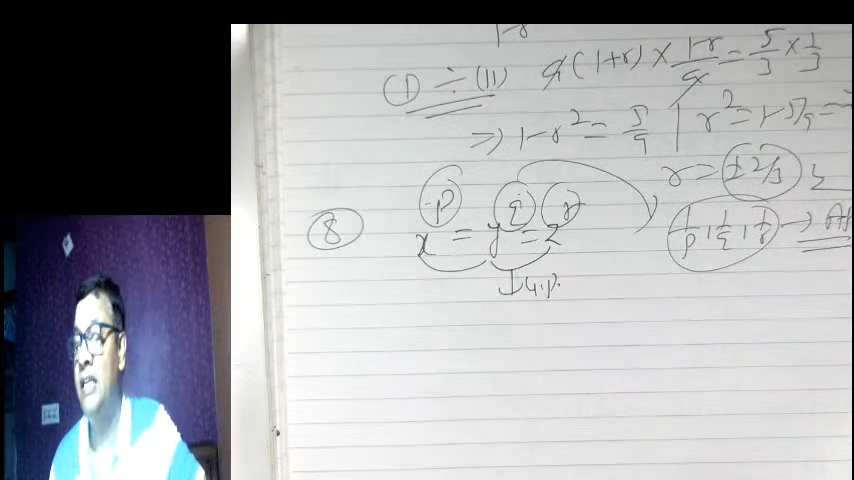 1-r
(I) ÷ (II) a(1+r) × 1-r/a = 5/3 × 1/3
=> 1-r² = 5/9 | r² = 1-5/9 =
r = ±2/3
(8) x^p = y^q = z^r
1/p, 1/q, 1/r → AP
↓ G.P.